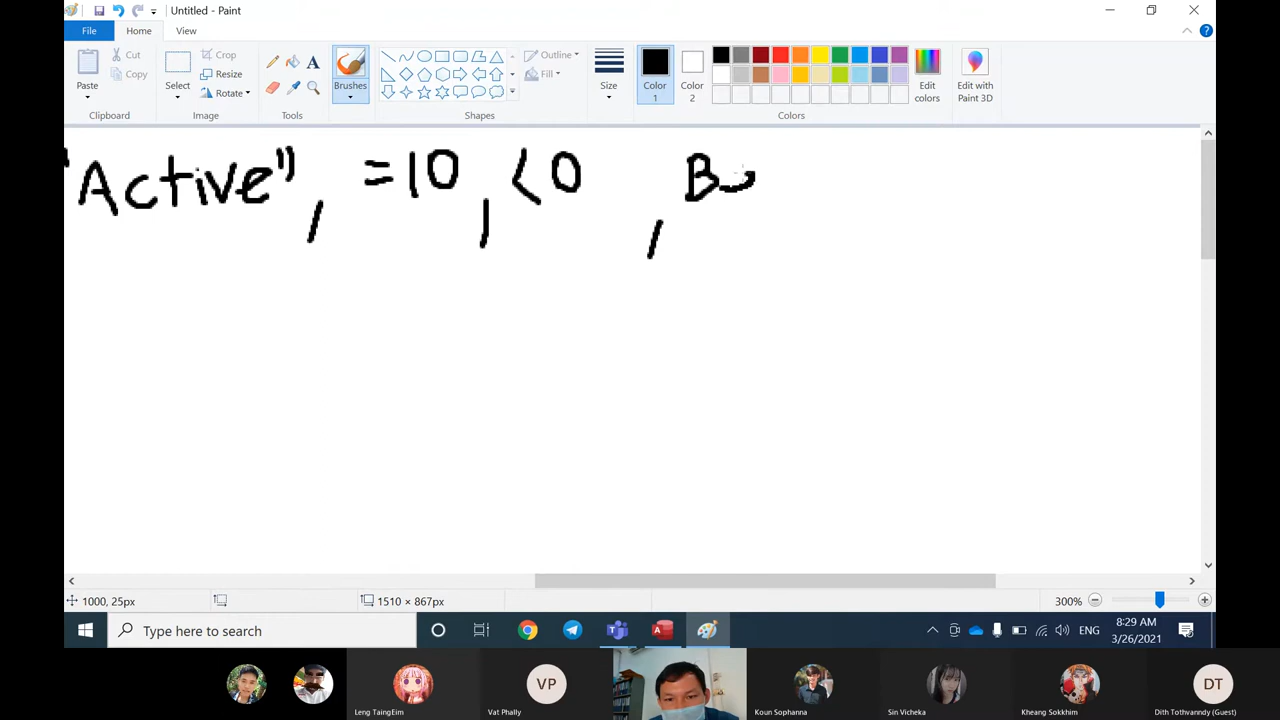 Untitled - Paint
File Home View
Paste
Cut
Copy
Clipboard
Select
Crop
Resize
Rotate
Image
Tools
Brushes
Shapes
Outline
Fill
Size
Color 1
Color 2
Colors
Edit colors
Edit with Paint 3D
"Active", =10, <0 , B
1000, 25px
1510 × 867px
300%
Type here to search
ENG
8:29 AM
3/26/2021
VP
DT
Leng TaingEim
Vat Phally
Koun Sophanna
Sin Vicheka
Kheang Sokkhim
Dith Tothvanndy (Guest)